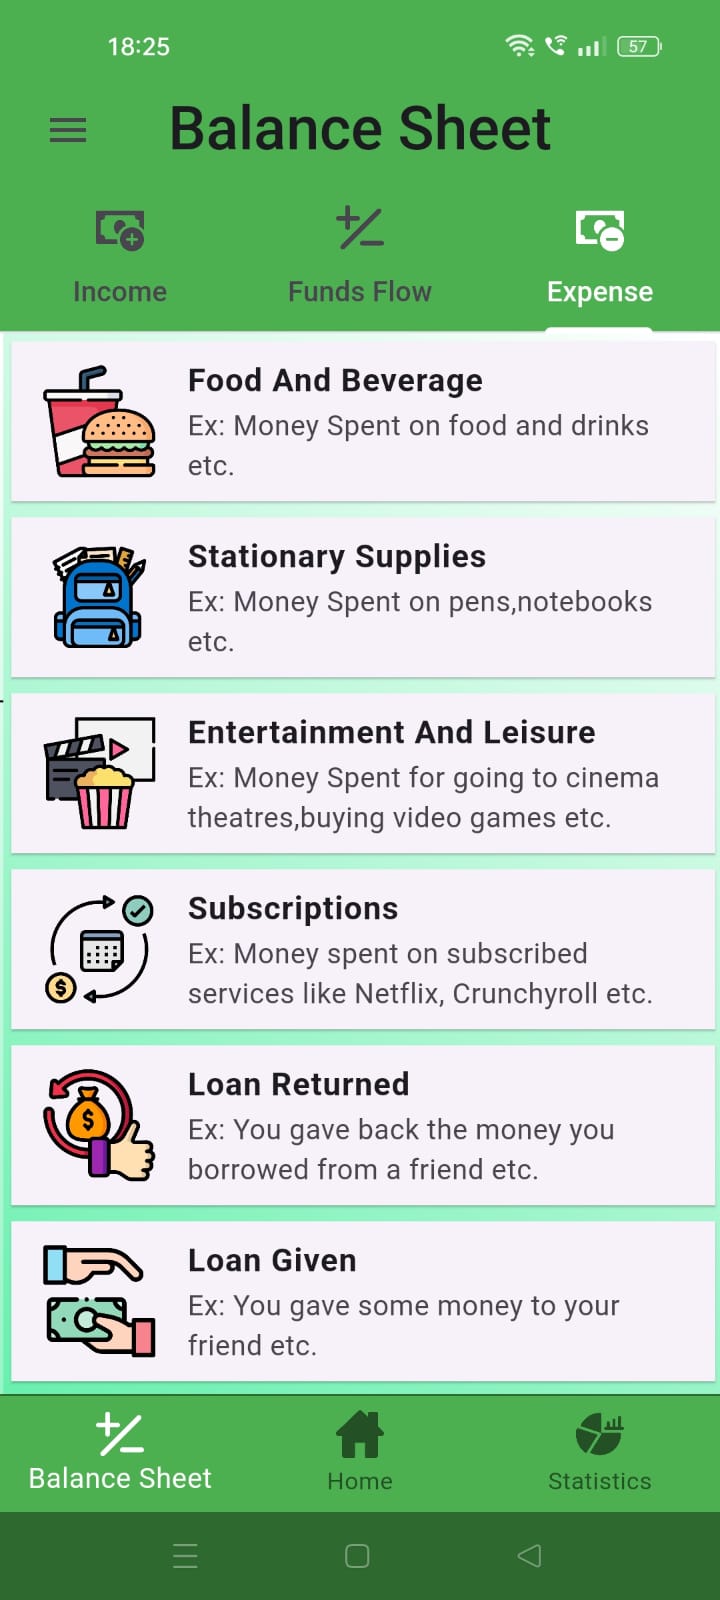 18:25
57
Balance Sheet
Income
Funds Flow
Expense
Food And Beverage
Ex: Money Spent on food and drinks
etc.
Stationary Supplies
Ex: Money Spent on pens,notebooks
etc.
Entertainment And Leisure
Ex: Money Spent for going to cinema
theatres,buying video games etc.
Subscriptions
Ex: Money spent on subscribed
services like Netflix, Crunchyroll etc.
Loan Returned
Ex: You gave back the money you
borrowed from a friend etc.
Loan Given
Ex: You gave some money to your
friend etc.
Balance Sheet
Home
Statistics